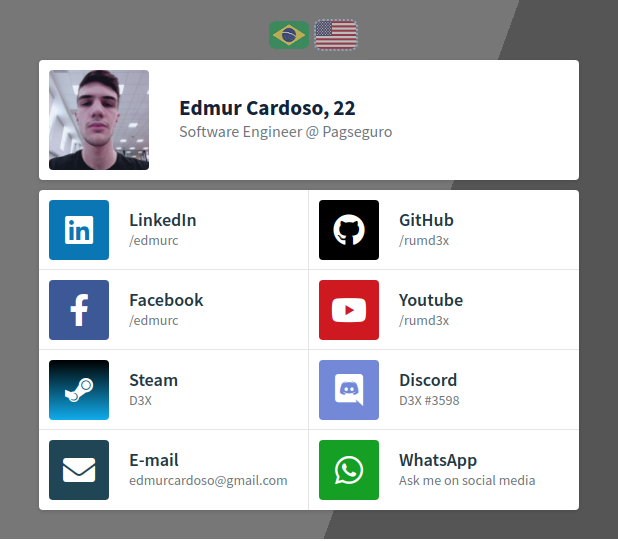 Edmur Cardoso, 22
Software Engineer @ Pagseguro
LinkedIn
/edmurc
GitHub
/rumd3x
Facebook
/edmurc
Youtube
/rumd3x
Steam
D3X
Discord
D3X #3598
E-mail
edmurcardoso@gmail.com
WhatsApp
Ask me on social media